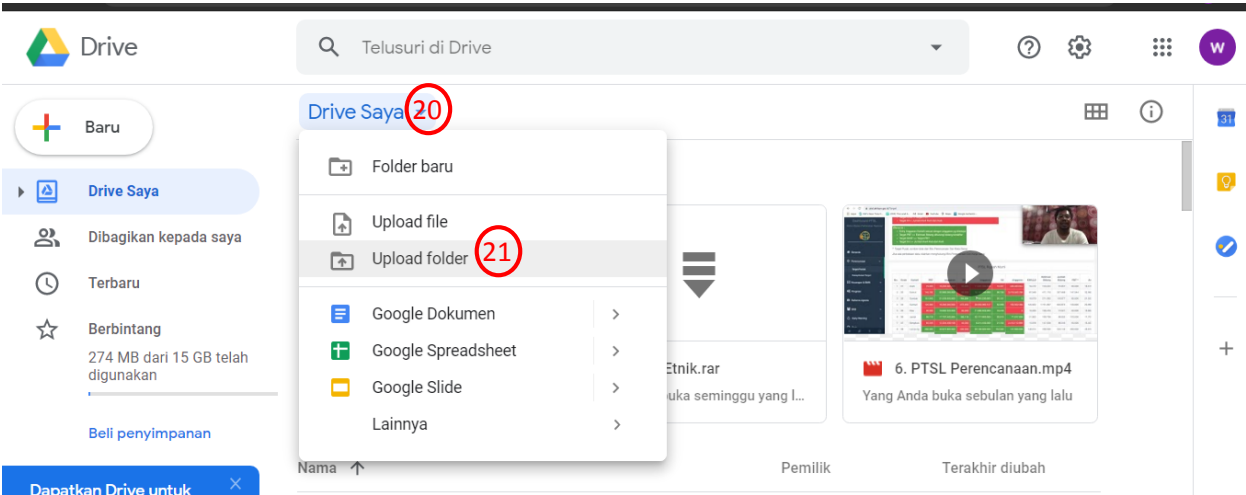 Drive
Telusuri di Drive
W
Baru
Drive Saya
Dibagikan kepada saya
Terbaru
Berbintang
274 MB dari 15 GB telah
digunakan
Beli penyimpanan
Dapatkan Drive untuk
Drive Saya 20
Folder baru
Upload file
Upload folder 21
Google Dokumen
Google Spreadsheet
Google Slide
Lainnya
Etnik.rar
buka seminggu yang l...
6. PTSL Perencanaan.mp4
Yang Anda buka sebulan yang lalu
Nama
Pemilik
Terakhir diubah
31